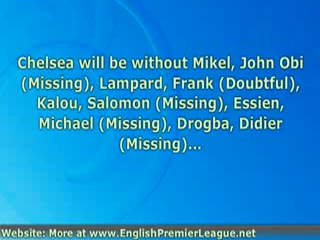 Chelsea will be without Mikel, John Obi
(Missing), Lampard, Frank (Doubtful),
Kalou, Salomon (Missing), Essien,
Michael (Missing), Drogba, Didier
(Missing)...
Website: More at www.EnglishPremierLeague.net